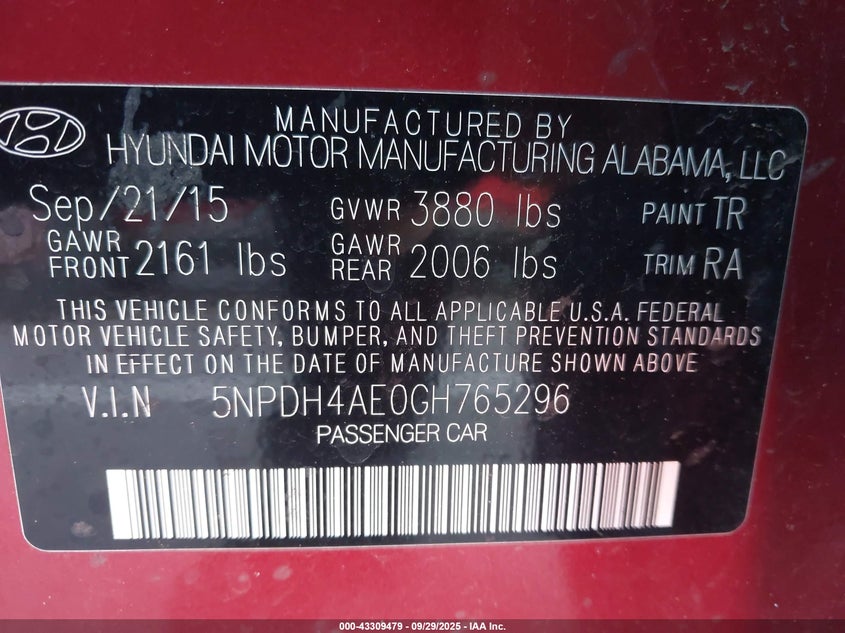 MANUFACTURED BY
HYUNDAI MOTOR MANUFACTURING ALABAMA, LLC
Sep/21/15 GVWR 3880 lbs PAINT TR
GAWR FRONT 2161 lbs GAWR REAR 2006 lbs TRIM RA
THIS VEHICLE CONFORMS TO ALL APPLICABLE U.S.A. FEDERAL
MOTOR VEHICLE SAFETY, BUMPER, AND THEFT PREVENTION STANDARDS
IN EFFECT ON THE DATE OF MANUFACTURE SHOWN ABOVE
V.I.N 5NPDH4AE0GH765296
PASSENGER CAR
000-43309479 - 09/29/2025 - IAA Inc.